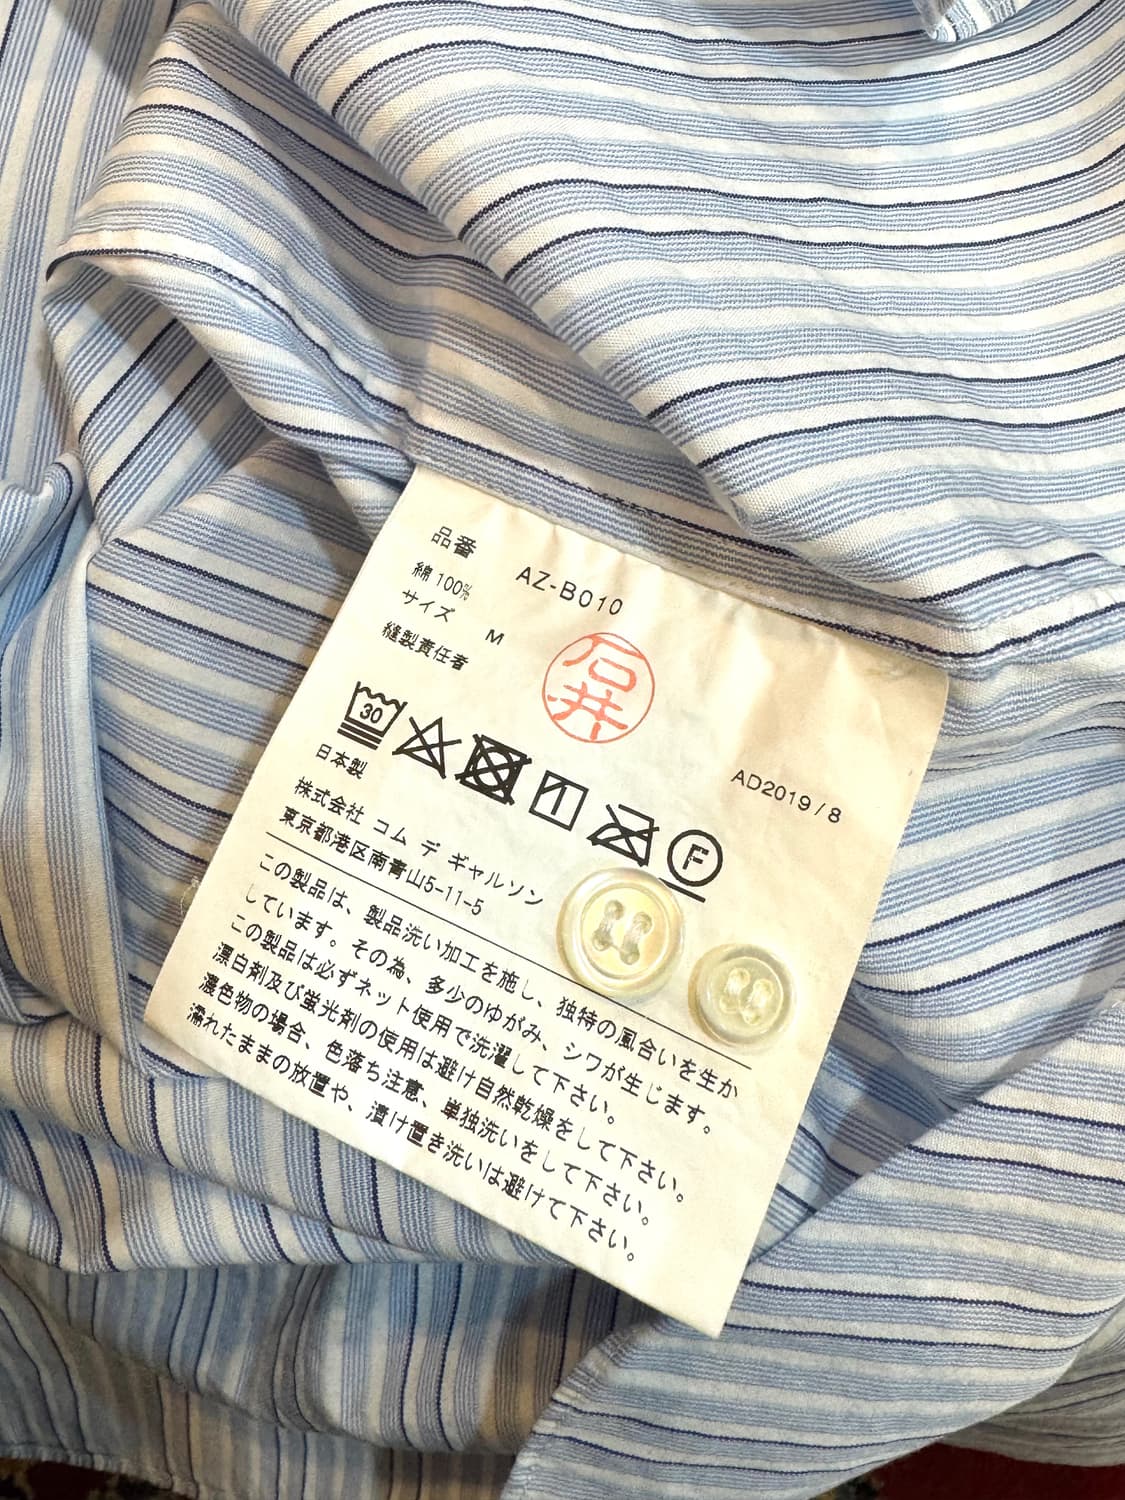 品番 AZ-B010
綿 100%
サイズ M
縫製責任者
石井
30
AD2019/8
F
日本製
株式会社 コム デ ギャルソン
東京都港区南青山5-11-5
この製品は、製品洗い加工を施し、独特の風合いを生か
しています。その為、多少のゆがみ、シワが生じます。
この製品は必ずネット使用で洗濯して下さい。
漂白剤及び蛍光剤の使用は避け自然乾燥をして下さい。
濃色物の場合、色落ち注意、単独洗いをして下さい。
濡れたままの放置や、漬け置き洗いは避けて下さい。